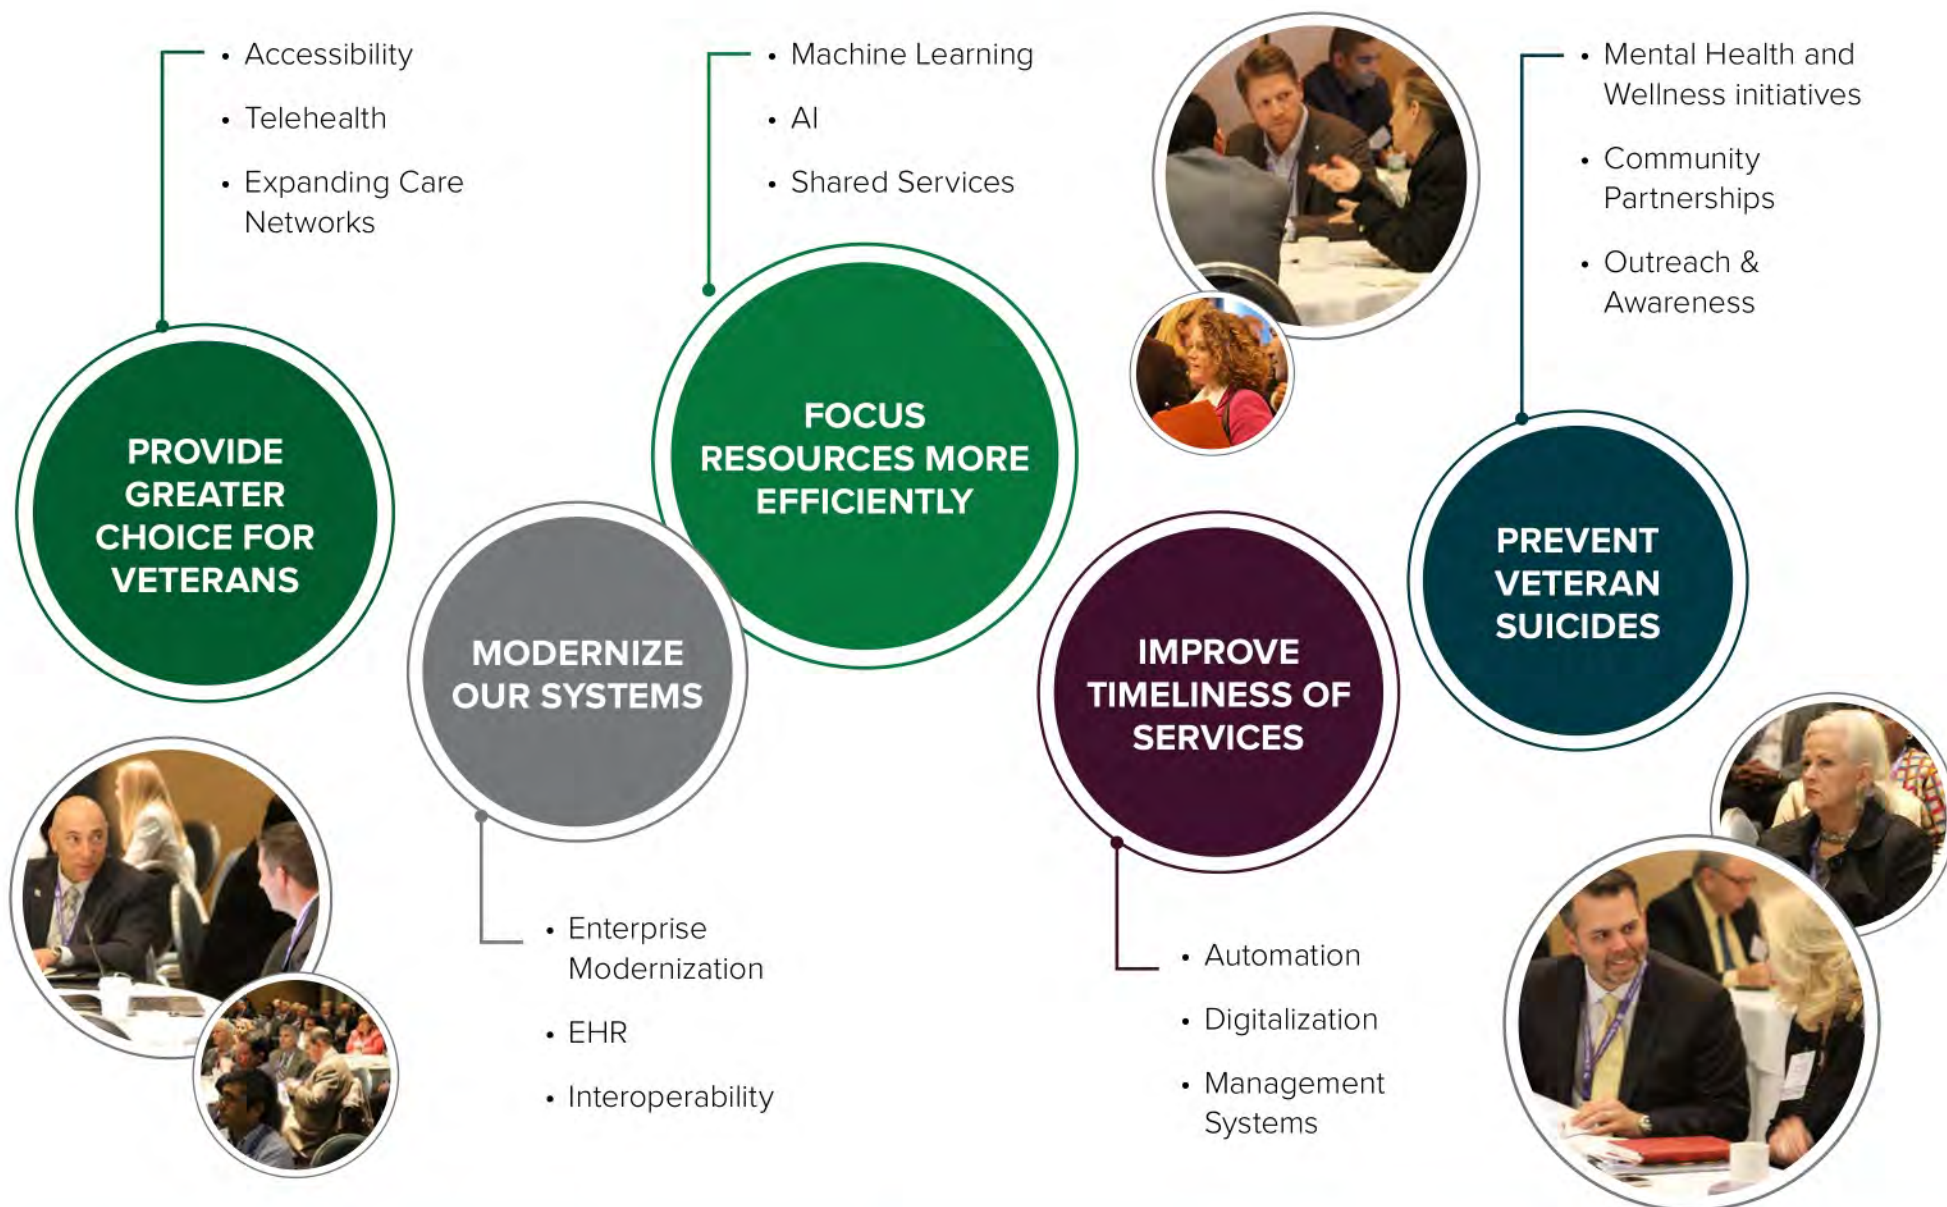 • Accessibility
• Telehealth
• Expanding Care
Networks
PROVIDE
GREATER
CHOICE FOR
VETERANS
MODERNIZE
OUR SYSTEMS
• Enterprise
Modernization
• EHR
• Interoperability
• Machine Learning
• AI
• Shared Services
FOCUS
RESOURCES MORE
EFFICIENTLY
IMPROVE
TIMELINESS OF
SERVICES
• Automation
• Digitalization
• Management
Systems
• Mental Health and
Wellness initiatives
• Community
Partnerships
• Outreach &
Awareness
PREVENT
VETERAN
SUICIDES